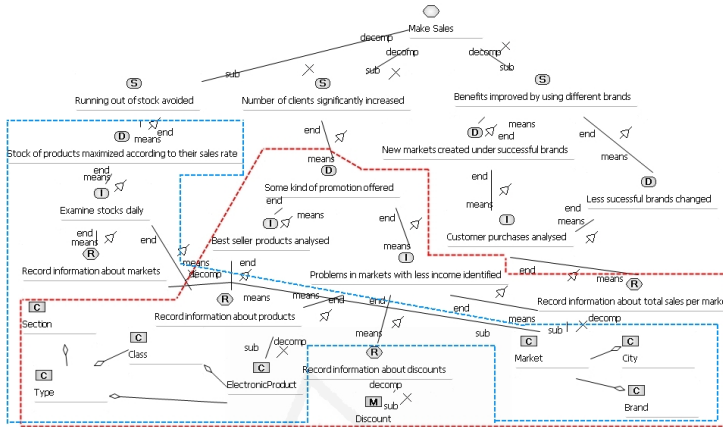 Make Sales
decomp
decomp
decomp
sub
sub
sub
S
S
S
Running out of stock avoided
Number of clients significantly increased
Benefits improved by using different brands
D
means
end
end
means
D
means
end
end
means
Stock of products maximized according to their sales rate
New markets created under successful brands
end
means
D
D
I
Some kind of promotion offered
Less sucessful brands changed
Examine stocks daily
end
means
I
end
means
end
means
I
end
means
end
means
R
end
Best seller products analysed
Customer purchases analysed
means
end
I
Record information about markets
decomp
Problems in markets with less income identified
end
means
R
R
means
means
end
end
means
Record information about total sales per mark
C
Section
Record information about products
means
sub
sub
decomp
C
Class
sub
decomp
R
C
Market
C
City
C
Type
C
ElectronicProduct
Record information about discounts
decomp
C
Brand
M
sub
Discount